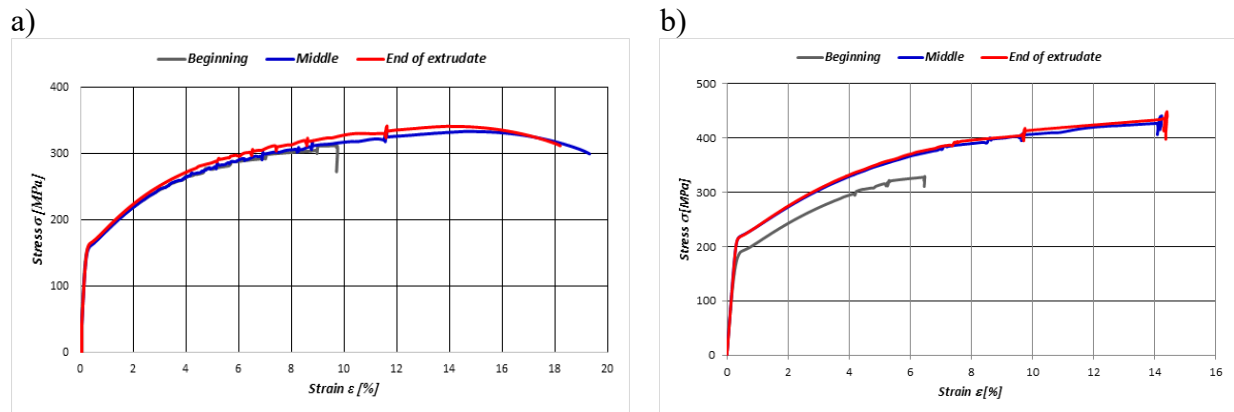 a)
Beginning Middle End of extrudate
400
300
200
100
0
0 2 4 6 8 10 12 14 16 18 20
Stress σ [MPa]
Strain ε [%]
b)
Beginning Middle End of extrudate
500
400
300
200
100
0
0 2 4 6 8 10 12 14 16
Stress σ[MPa]
Strain ε[%]